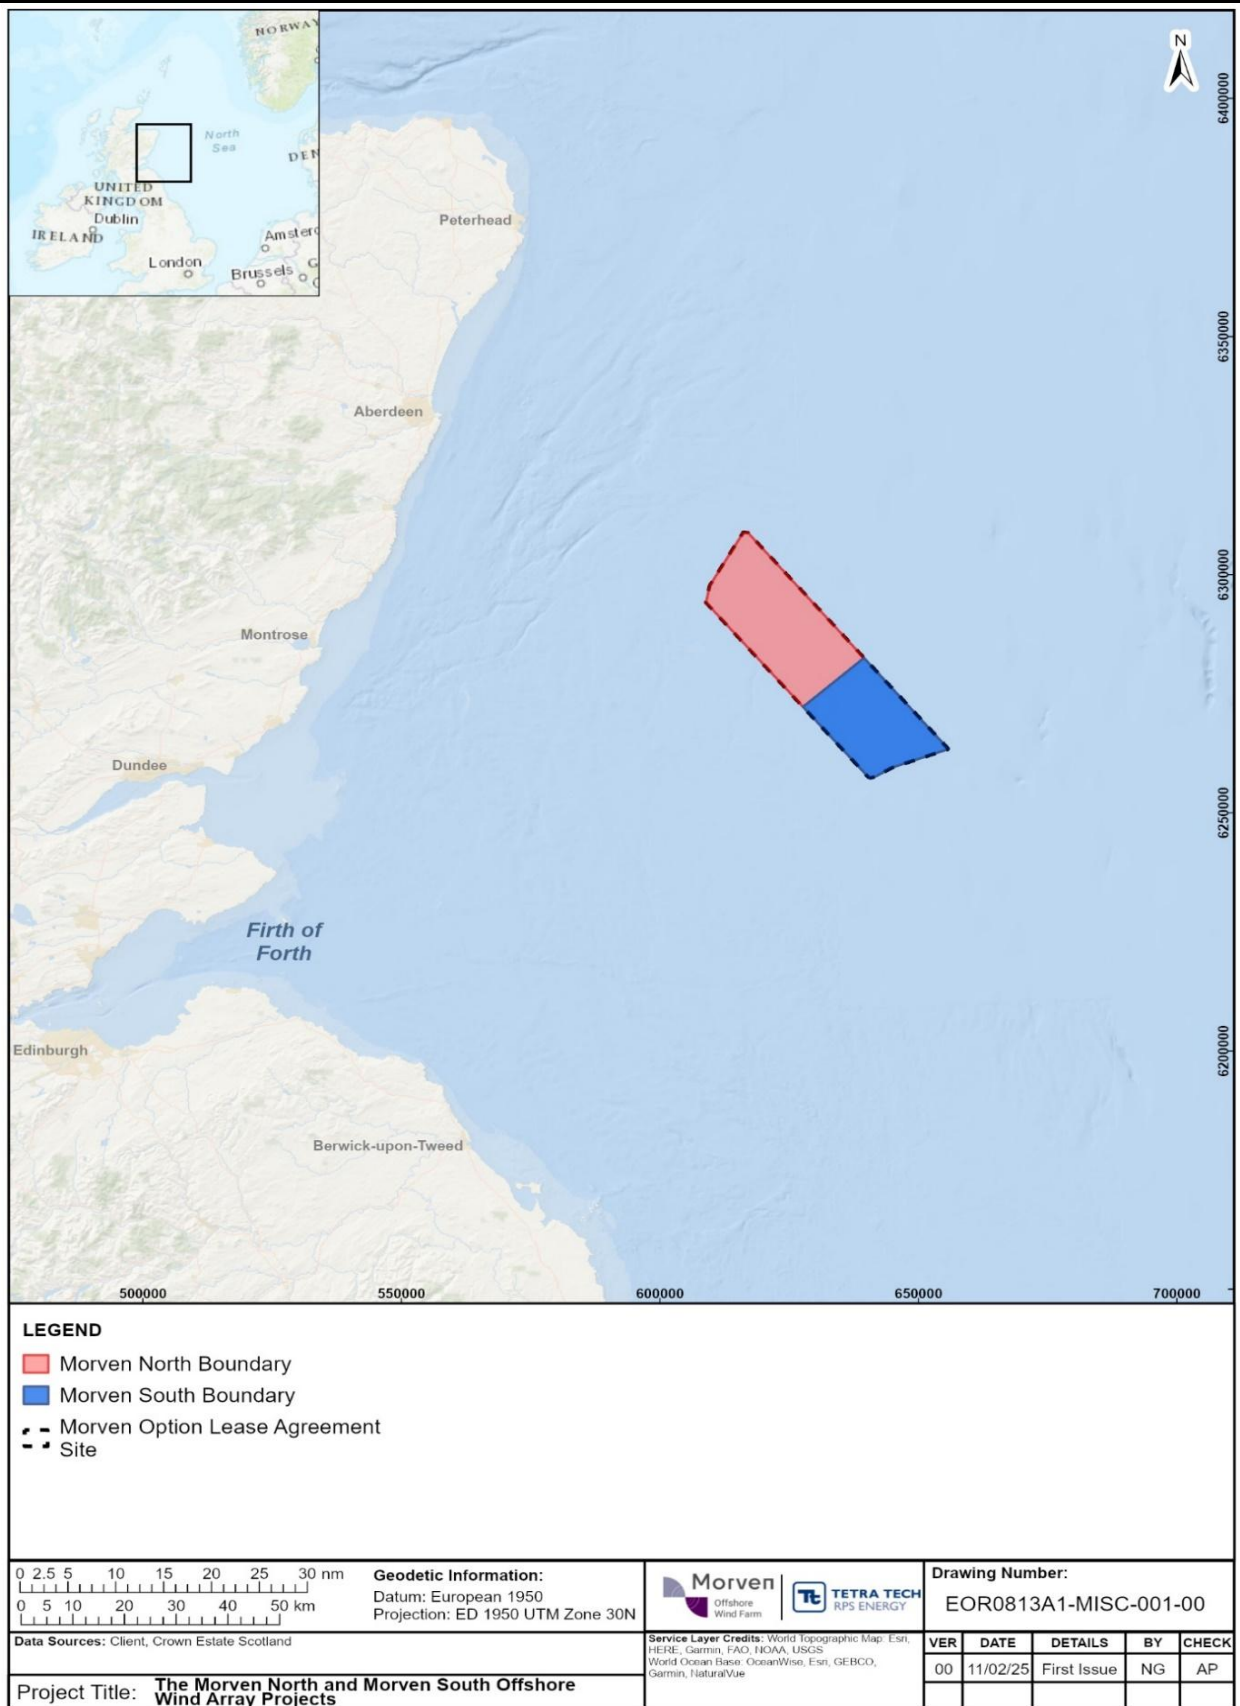 NORWAY
North
Sea
DEN
UNITED
KINGDOM
Dublin
IRELAND
Amster
London
Brussels
G
N
6400000
Peterhead
6350000
Aberdeen
6300000
Montrose
Dundee
6250000
Firth of
Forth
6200000
Edinburgh
Berwick-upon-Tweed
500000 550000 600000 650000 700000
LEGEND
Morven North Boundary
Morven South Boundary
Morven Option Lease Agreement
Site
0 2.5 5 10 15 20 25 30 nm
0 5 10 20 30 40 50 km
Geodetic Information:
Datum: European 1950
Projection: ED 1950 UTM Zone 30N
Morven
Offshore
Wind Farm
Tt
TETRA TECH
RPS ENERGY
Drawing Number:
EOR0813A1-MISC-001-00
Data Sources: Client, Crown Estate Scotland
Service Layer Credits: World Topographic Map: Esri,
HERE, Garmin, FAO, NOAA, USGS
World Ocean Base: OceanWise, Esri, GEBCO,
Garmin, NaturalVue
VER DATE DETAILS BY CHECK
00 11/02/25 First Issue NG AP
Project Title: The Morven North and Morven South Offshore
Wind Array Projects